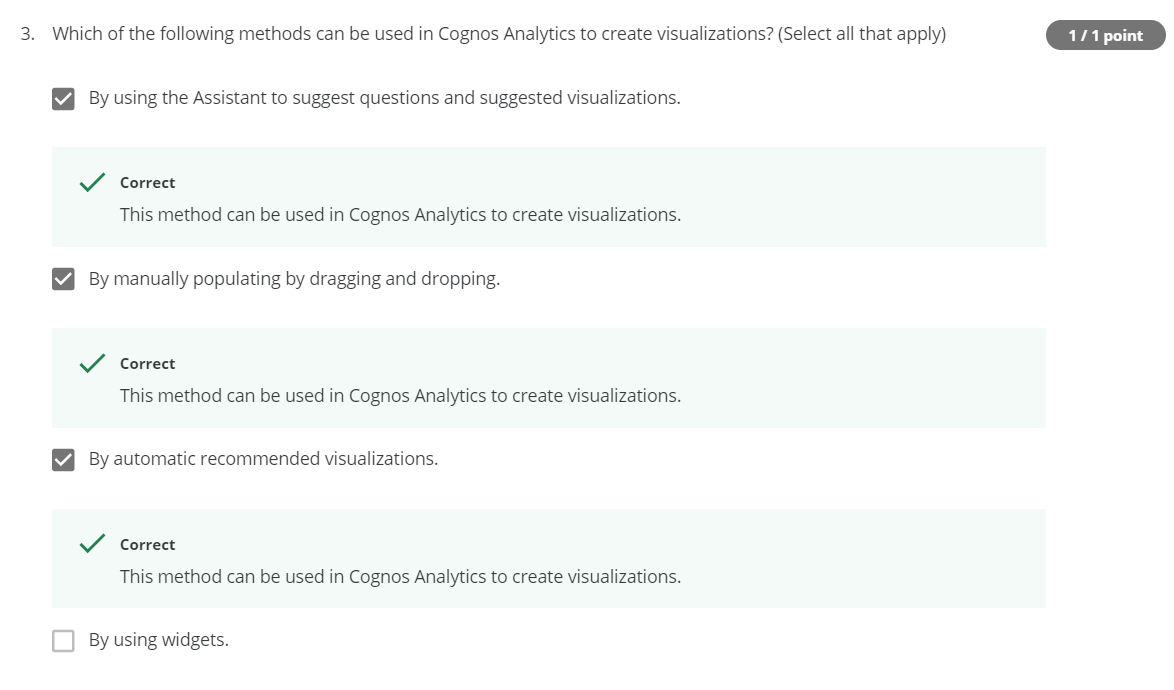 3. Which of the following methods can be used in Cognos Analytics to create visualizations? (Select all that apply)
1 / 1 point
By using the Assistant to suggest questions and suggested visualizations.
Correct
This method can be used in Cognos Analytics to create visualizations.
By manually populating by dragging and dropping.
Correct
This method can be used in Cognos Analytics to create visualizations.
By automatic recommended visualizations.
Correct
This method can be used in Cognos Analytics to create visualizations.
By using widgets.